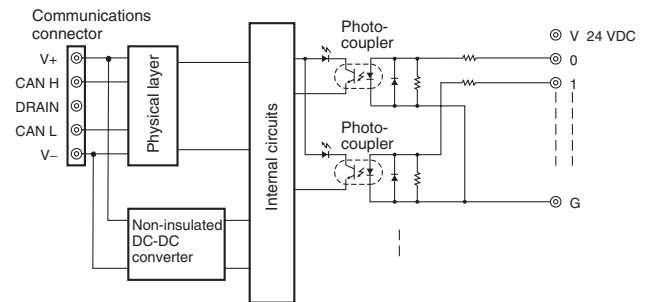 Communications
connector
V+
CAN H
DRAIN
CAN L
V–
Physical layer
Non-insulated
DC-DC
converter
Internal circuits
Photo-
coupler
Photo-
coupler
V 24 VDC
0
1
G